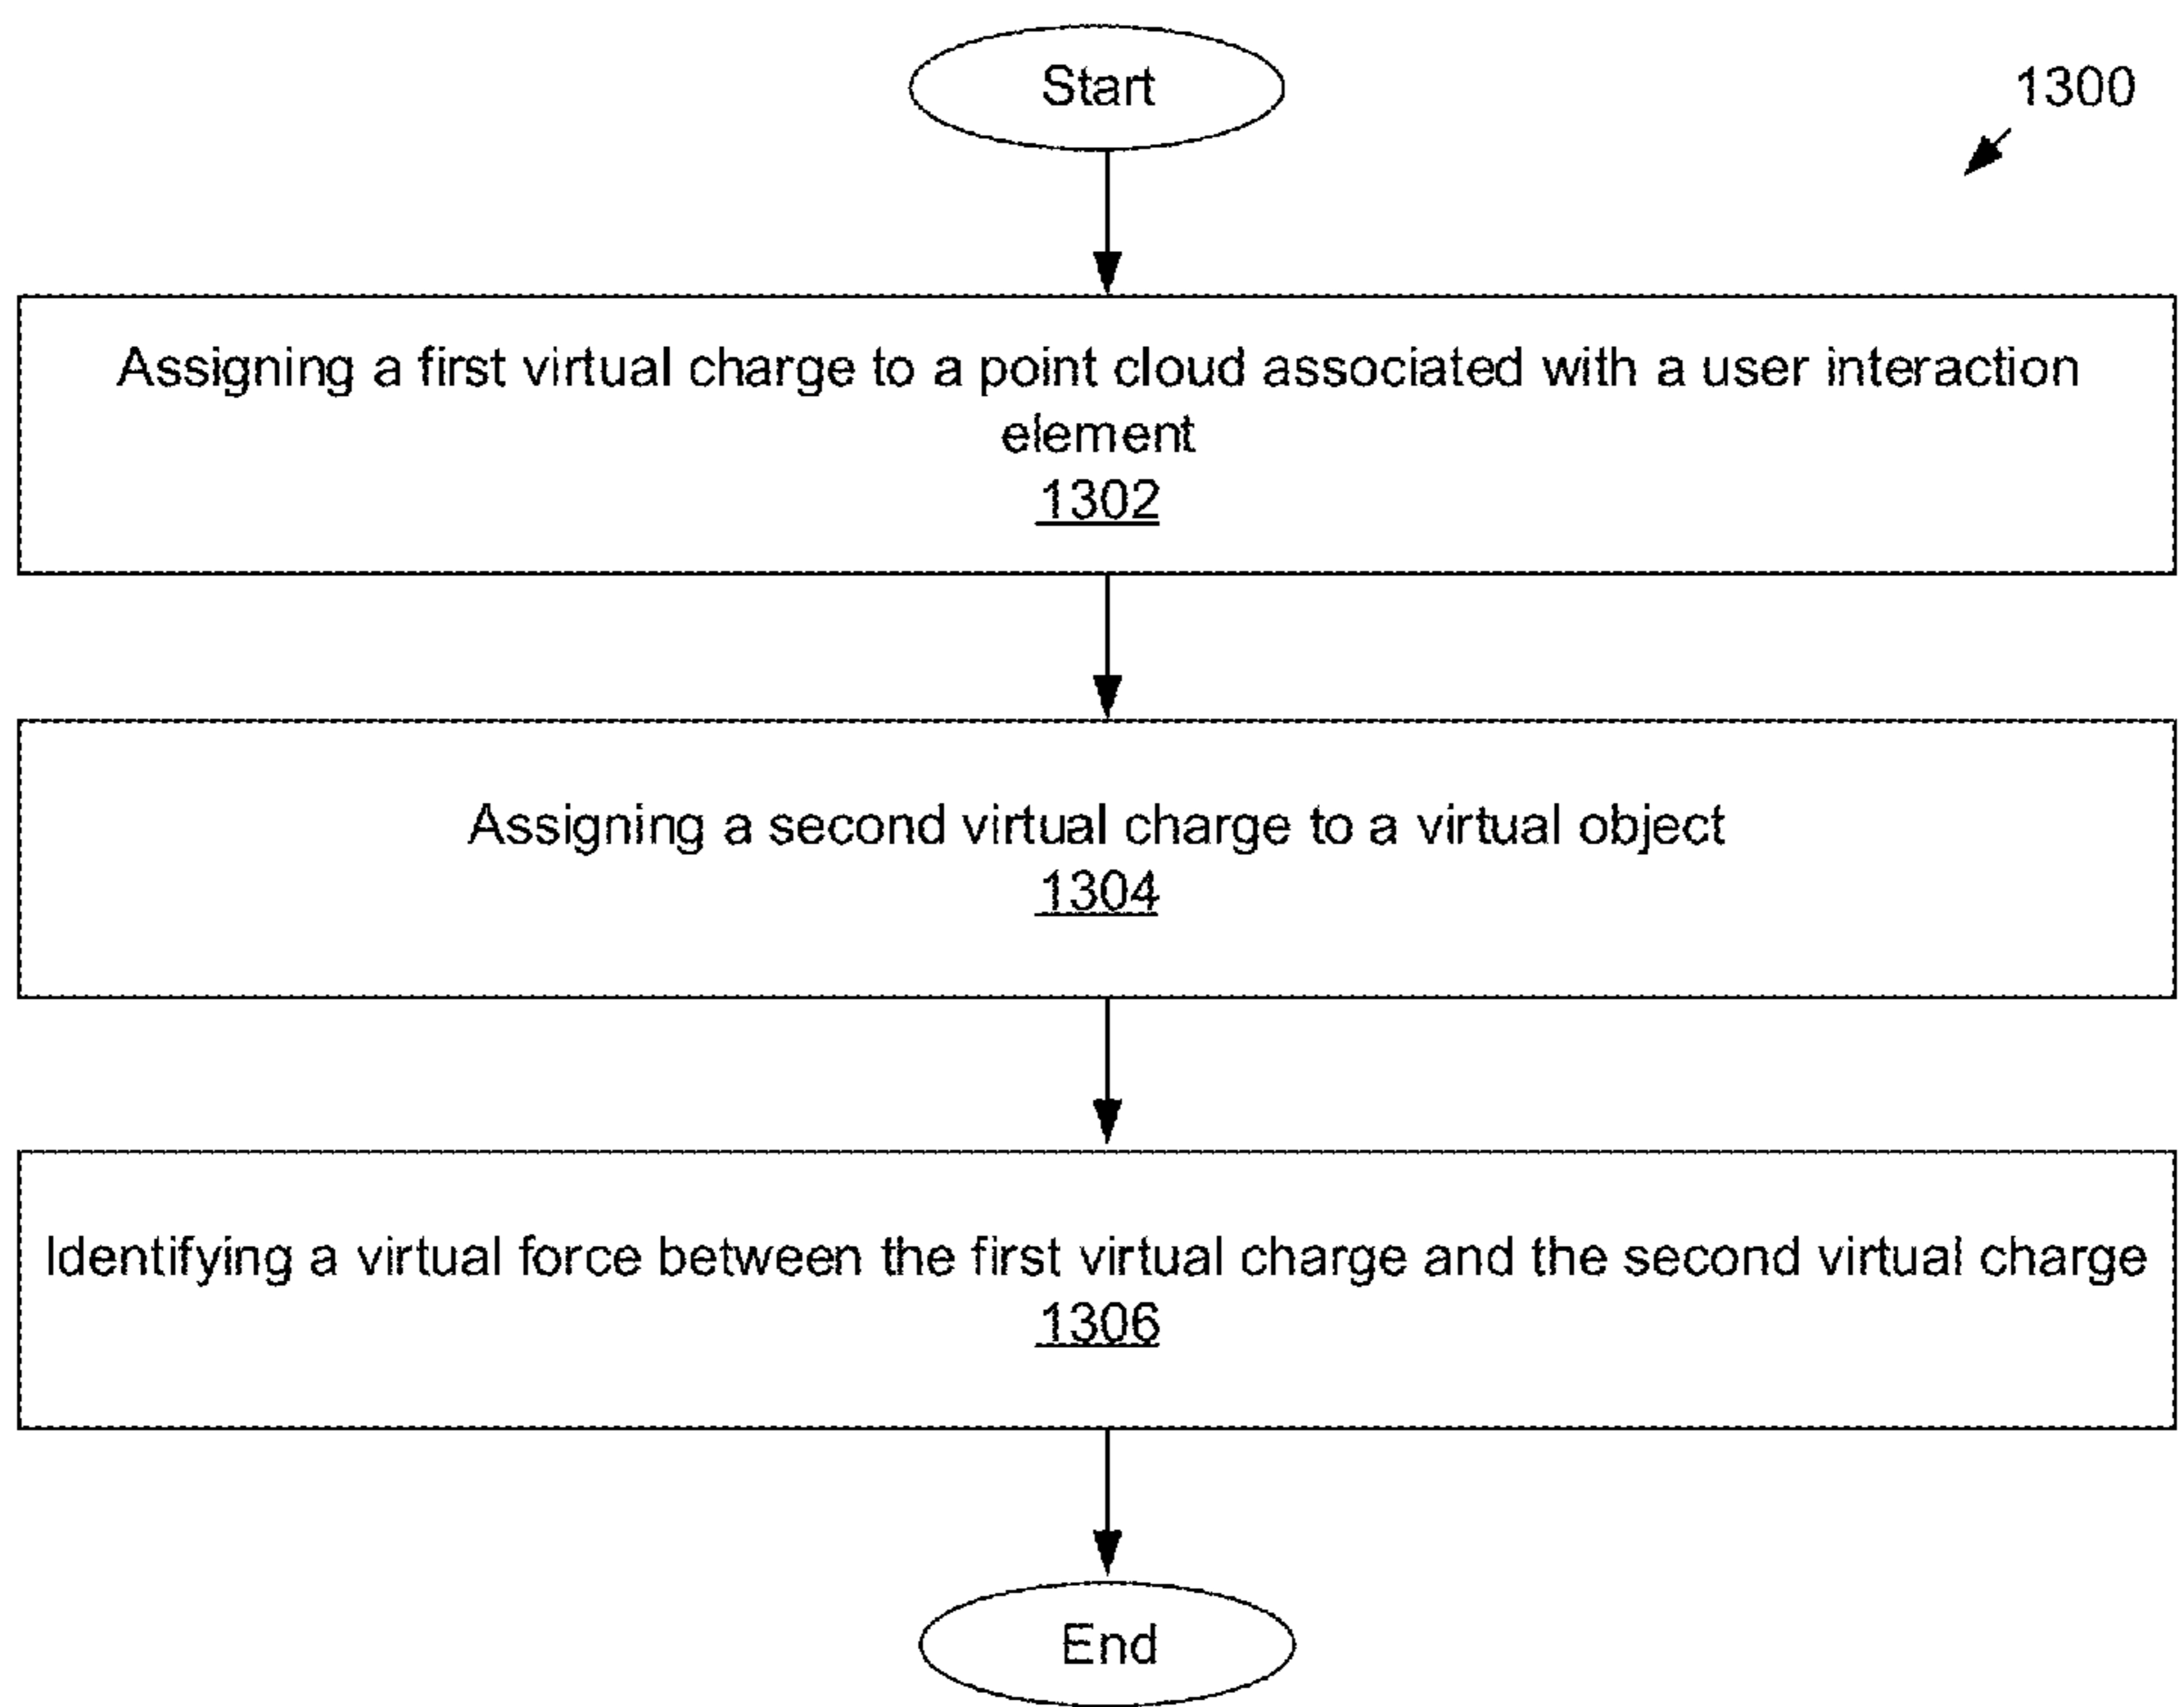 Start
1300
Assigning a first virtual charge to a point cloud associated with a user interaction
element
1302
Assigning a second virtual charge to a virtual object
1304
Identifying a virtual force between the first virtual charge and the second virtual charge
1306
End